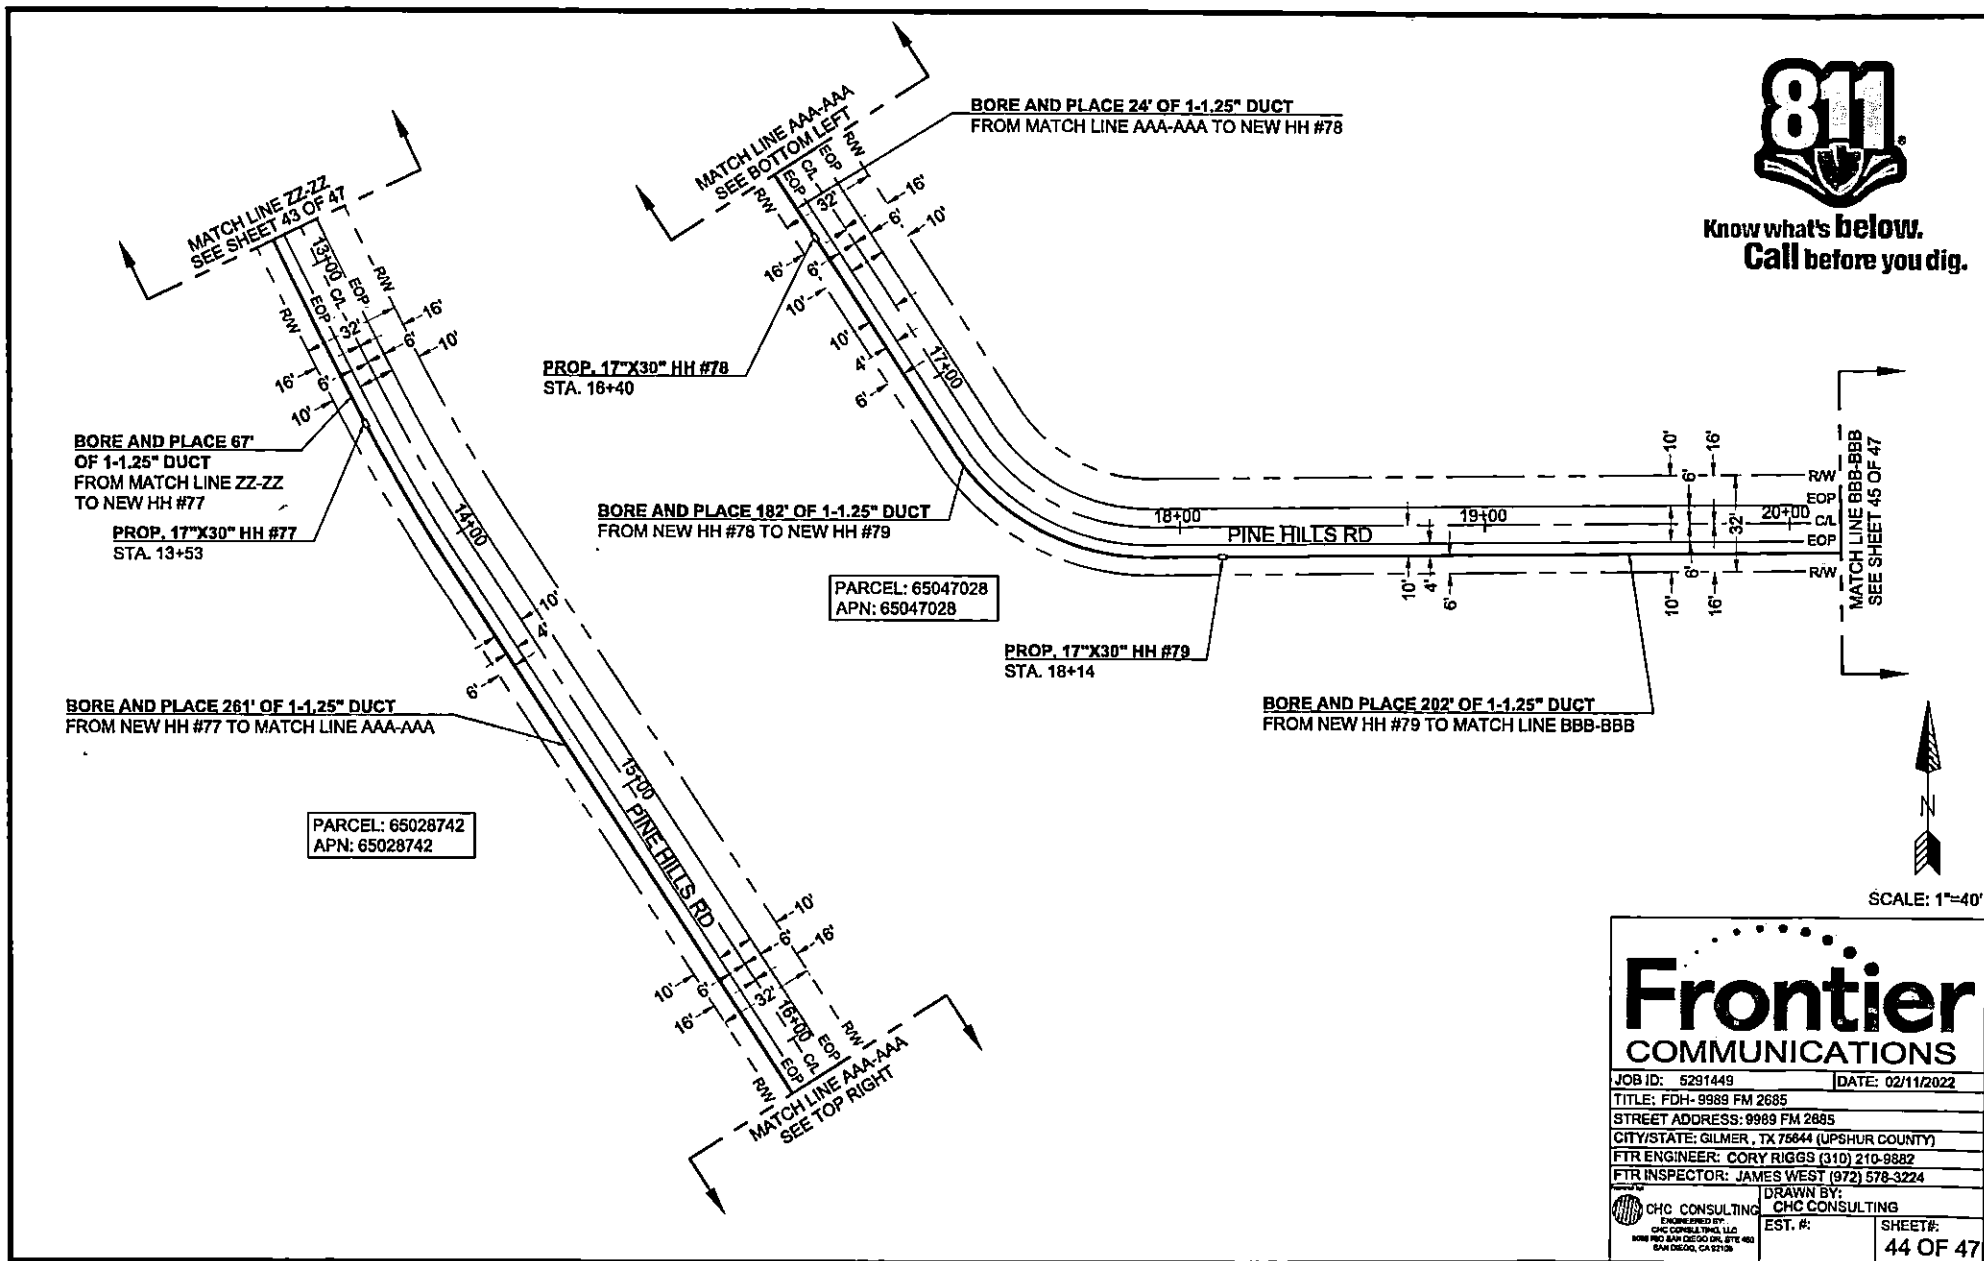 MATCH LINE ZZ-ZZ
SEE SHEET 43 OF 47
R/W
EOP
13+00
C/L
EOP
R/W
32'
16'
6'
10'
16'
6'
10'
BORE AND PLACE 67'
OF 1-1.25" DUCT
FROM MATCH LINE ZZ-ZZ
TO NEW HH #77
PROP. 17"X30" HH #77
STA. 13+53
14+00
10'
4'
6'
BORE AND PLACE 261' OF 1-1.25" DUCT
FROM NEW HH #77 TO MATCH LINE AAA-AAA
15+00
PINE HILLS RD
PARCEL: 65028742
APN: 65028742
10'
6'
16'
10'
6'
16'
32'
16+00
R/W
EOP
C/L
EOP
R/W
MATCH LINE AAA-AAA
SEE TOP RIGHT
MATCH LINE AAA-AAA
SEE BOTTOM LEFT
R/W
EOP
C/L
EOP
R/W
BORE AND PLACE 24' OF 1-1.25" DUCT
FROM MATCH LINE AAA-AAA TO NEW HH #78
32'
16'
6'
10'
16'
6'
10'
10'
4'
6'
PROP. 17"X30" HH #78
STA. 16+40
17+00
BORE AND PLACE 182' OF 1-1.25" DUCT
FROM NEW HH #78 TO NEW HH #79
PARCEL: 65047028
APN: 65047028
18+00
PINE HILLS RD
19+00
20+00
PROP. 17"X30" HH #79
STA. 18+14
10'
4'
6'
10'
6'
16'
32'
10'
6'
16'
R/W
EOP
C/L
EOP
R/W
MATCH LINE BBB-BBB
SEE SHEET 45 OF 47
BORE AND PLACE 202' OF 1-1.25" DUCT
FROM NEW HH #79 TO MATCH LINE BBB-BBB
811
Know what's below.
Call before you dig.
N
SCALE: 1"=40'
Frontier
COMMUNICATIONS
JOB ID: 5291449
DATE: 02/11/2022
TITLE: FDH- 9989 FM 2685
STREET ADDRESS: 9989 FM 2685
CITY/STATE: GILMER , TX 75644 (UPSHUR COUNTY)
FTR ENGINEER: CORY RIGGS (310) 210-9882
FTR INSPECTOR: JAMES WEST (972) 578-3224
CHC CONSULTING
ENGINEERED BY:
CHC CONSULTING, LLC
SAN DIEGO, CA 92108
DRAWN BY:
CHC CONSULTING
EST. #:
SHEET#:
44 OF 47